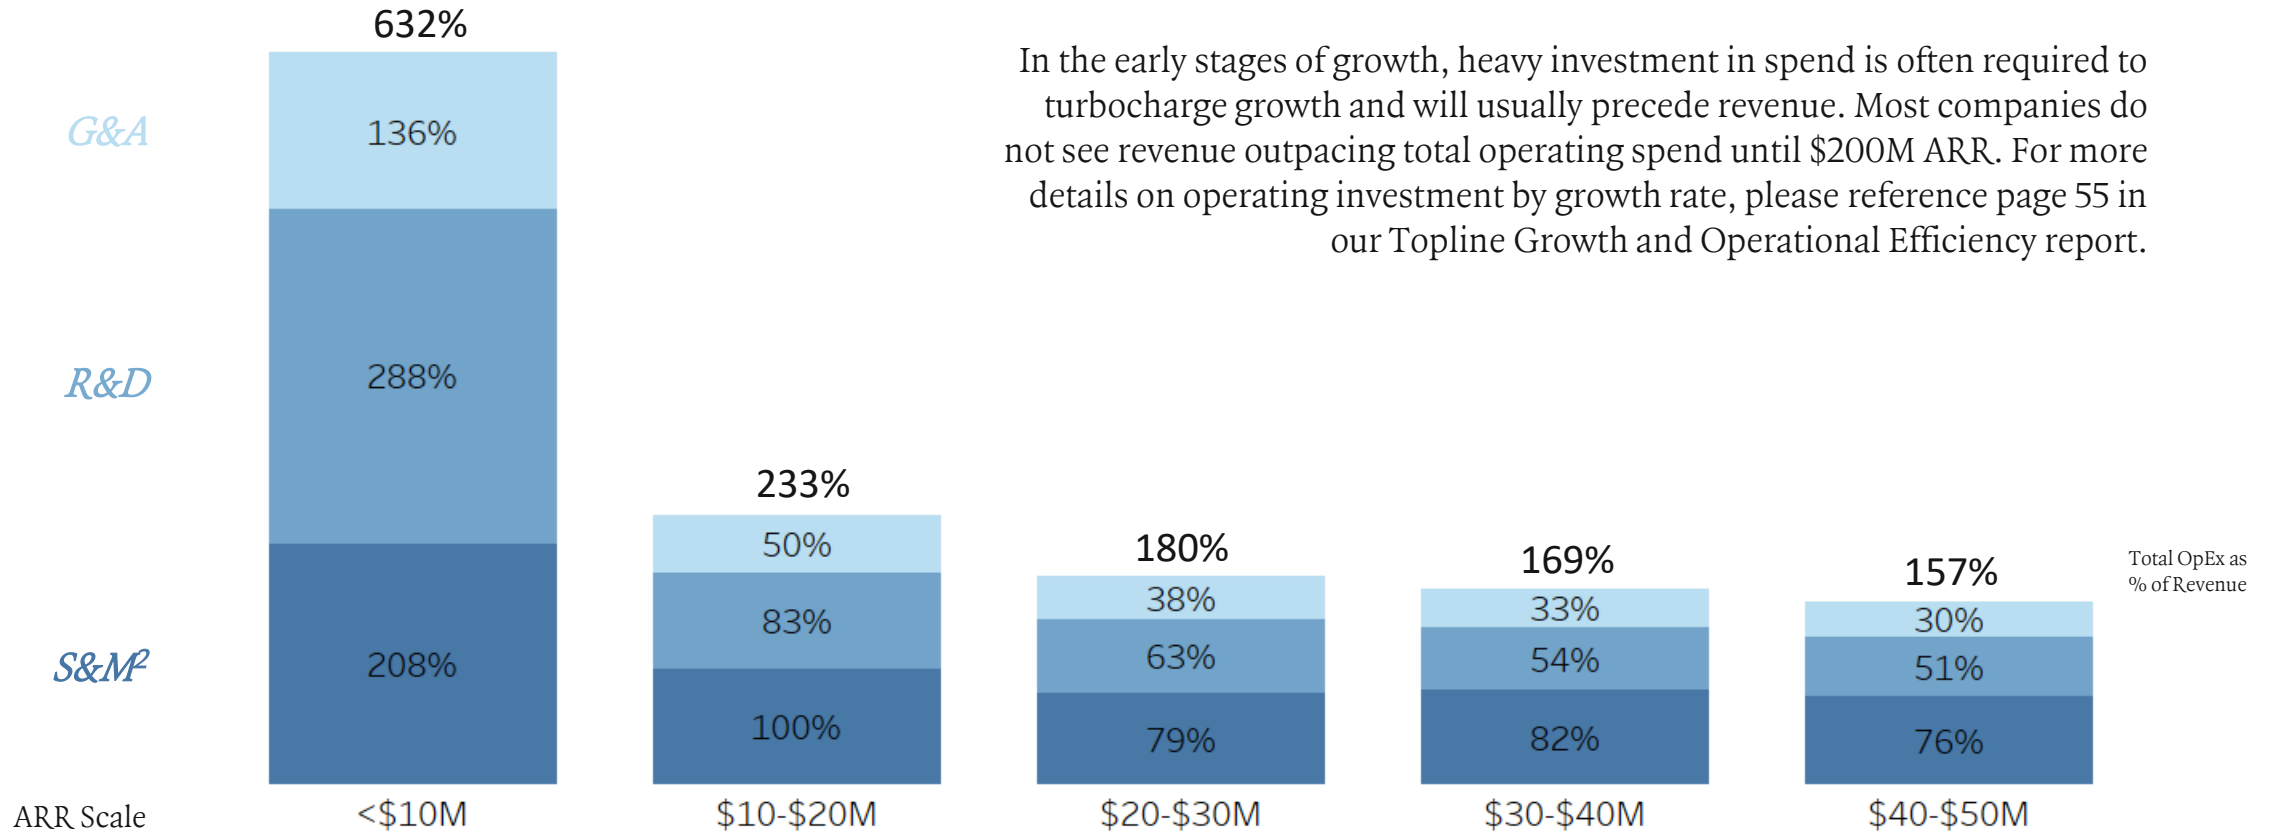 632%
In the early stages of growth, heavy investment in spend is often required to
turbocharge growth and will usually precede revenue. Most companies do
not see revenue outpacing total operating spend until $200M ARR. For more
details on operating investment by growth rate, please reference page 55 in
our Topline Growth and Operational Efficiency report.
G&A
136%
R&D
288%
S&M²
208%
233%
50%
83%
100%
180%
38%
63%
79%
169%
33%
54%
82%
157%
30%
51%
76%
Total OpEx as
% of Revenue
ARR Scale
<$10M
$10-$20M
$20-$30M
$30-$40M
$40-$50M